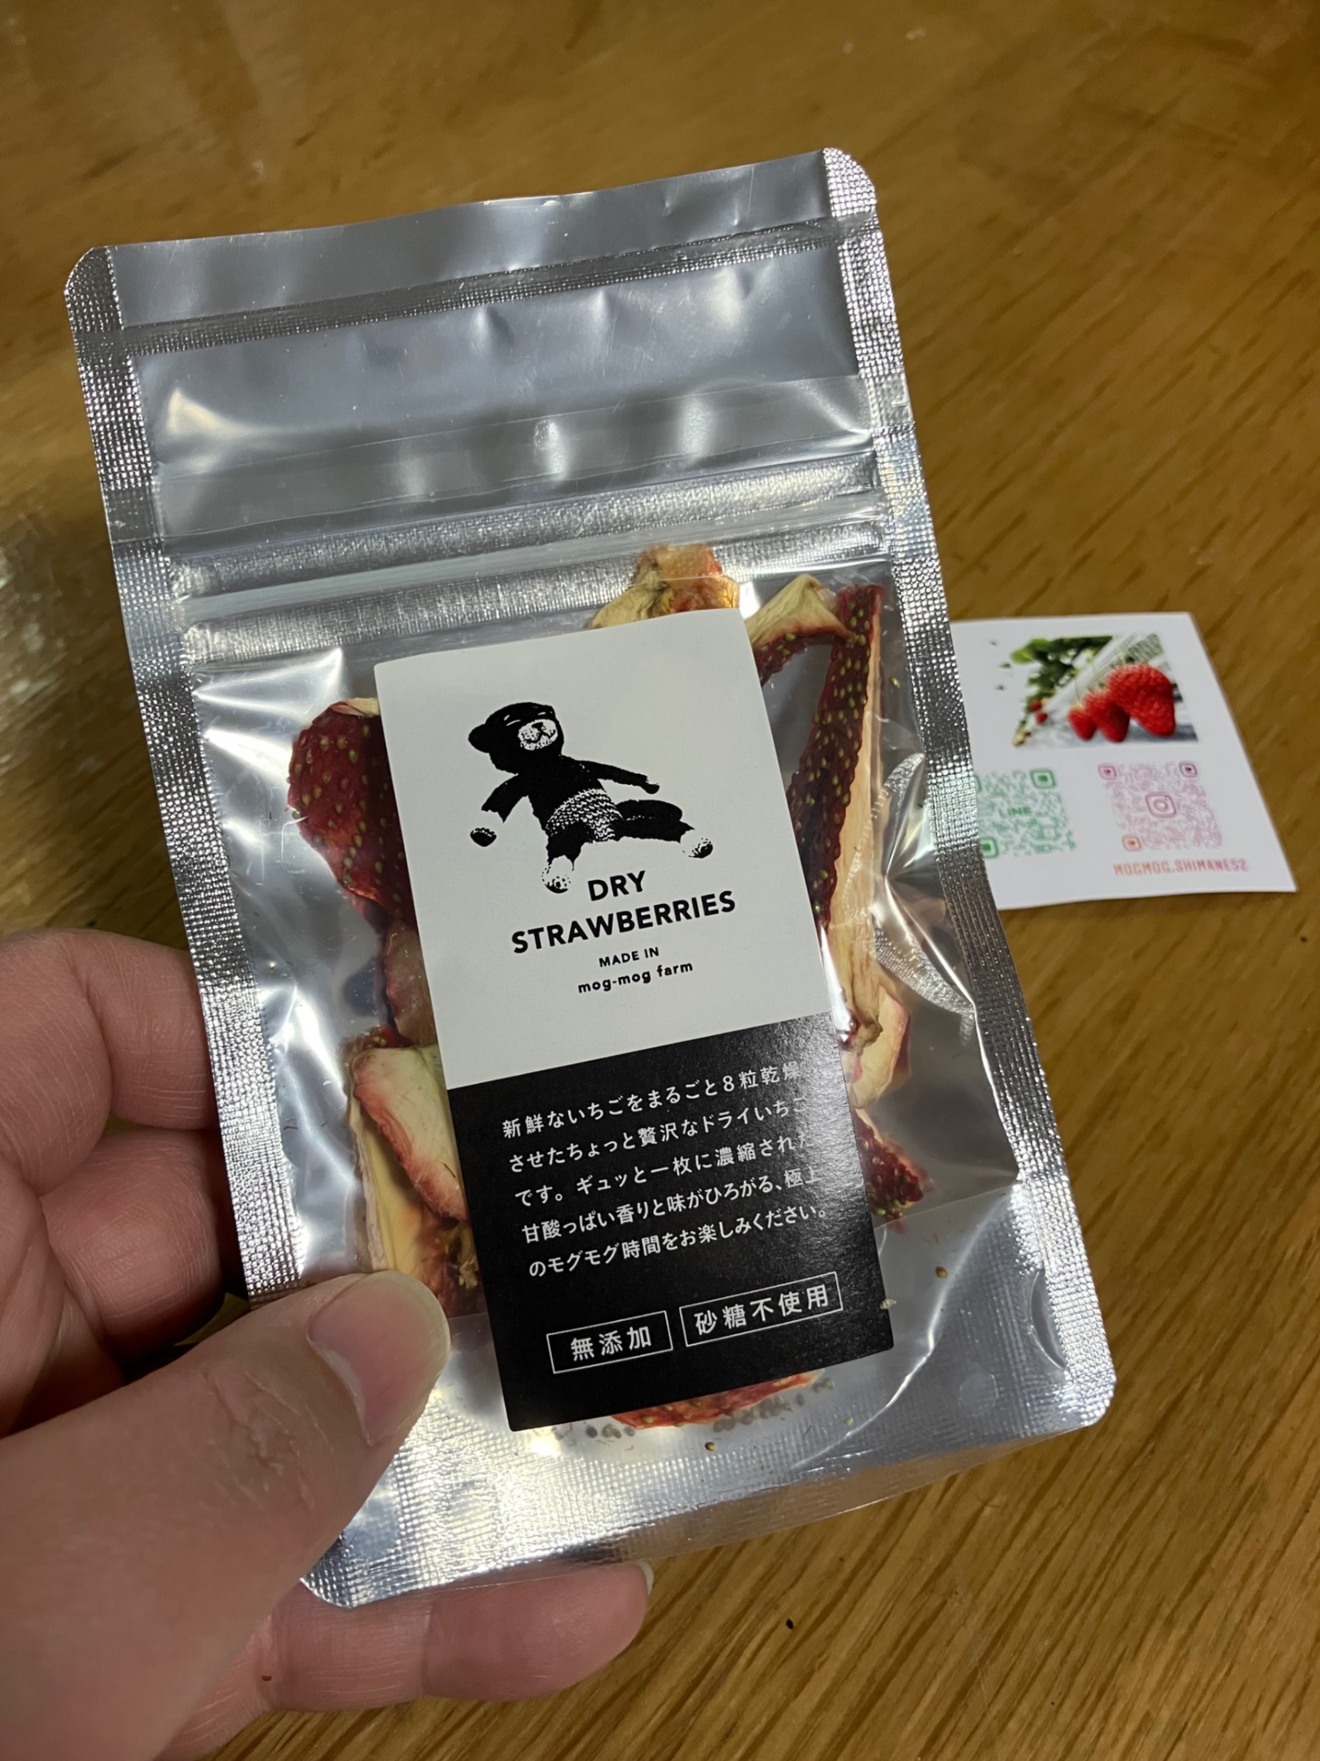 DRY
STRAWBERRIES
MADE IN
mog-mog farm
新鮮ないちごをまるごと8粒乾燥
させたちょっと贅沢なドライいちご
です。ギュッと一枚に濃縮された
甘酸っぱい香りと味がひろがる、極上
のモグモグ時間をお楽しみください。
無添加 砂糖不使用
LINE
MOGMOG.SHIMANE52